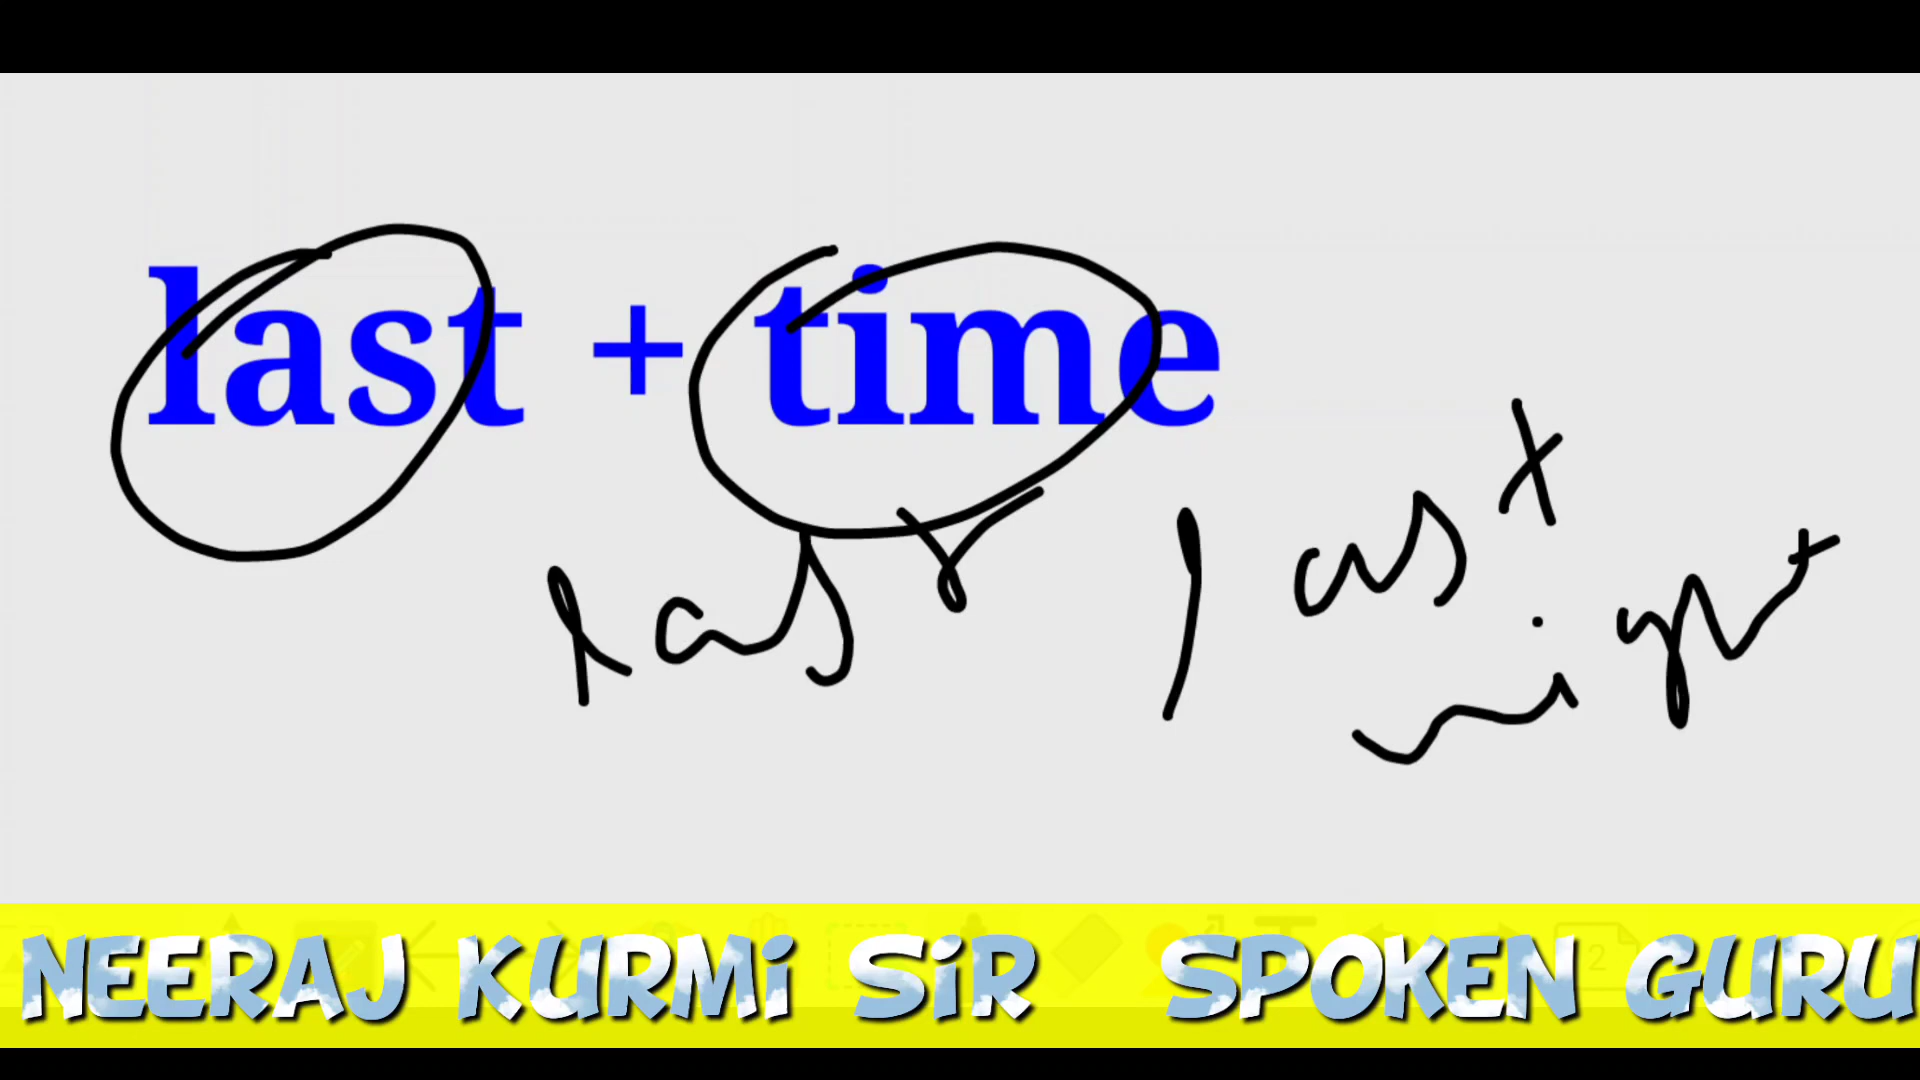 last + time
last
last
night
NEERAJ KURMi SiR SPOKEN GURU